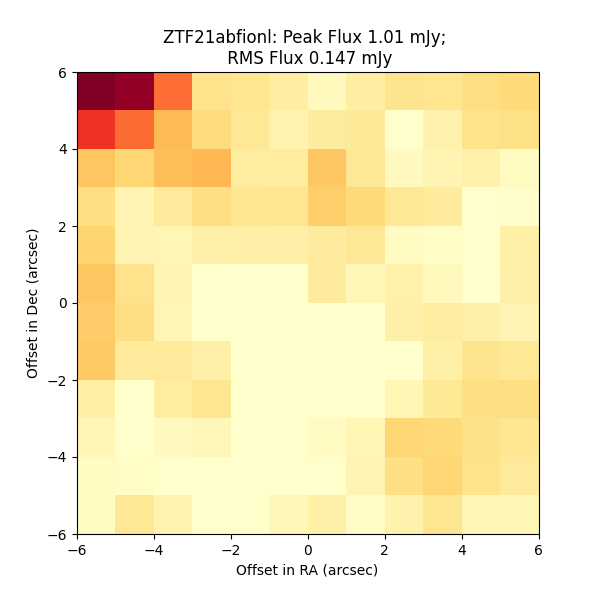 ZTF21abfionl: Peak Flux 1.01 mJy;
RMS Flux 0.147 mJy
6
4
2
0
−2
−4
−6
Offset in Dec (arcsec)
−6 −4 −2 0 2 4 6
Offset in RA (arcsec)